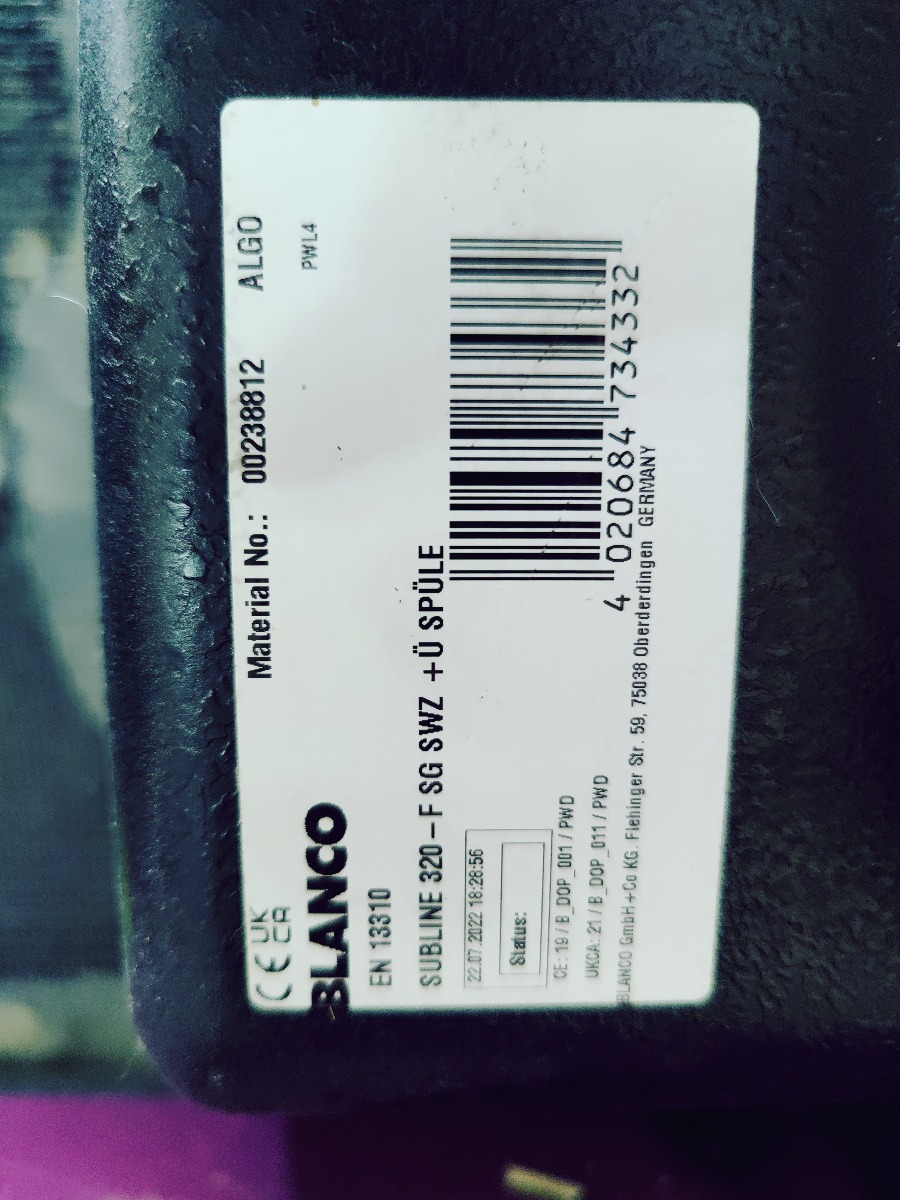 CE UK CA
Material No.: 00238812 ALGO
BLANCO
PWL4
EN 13310
SUBLINE 320-F SG SWZ +Ü SPÜLE
22.07.2022 18:28:56
Status:
CE: 19 / B_DOP_001 / PWD
UKCA: 21 / B_DOP_011 / PWD
4 020684 734332
BLANCO GmbH+Co KG. Flehinger Str. 59, 75038 Oberderdingen GERMANY